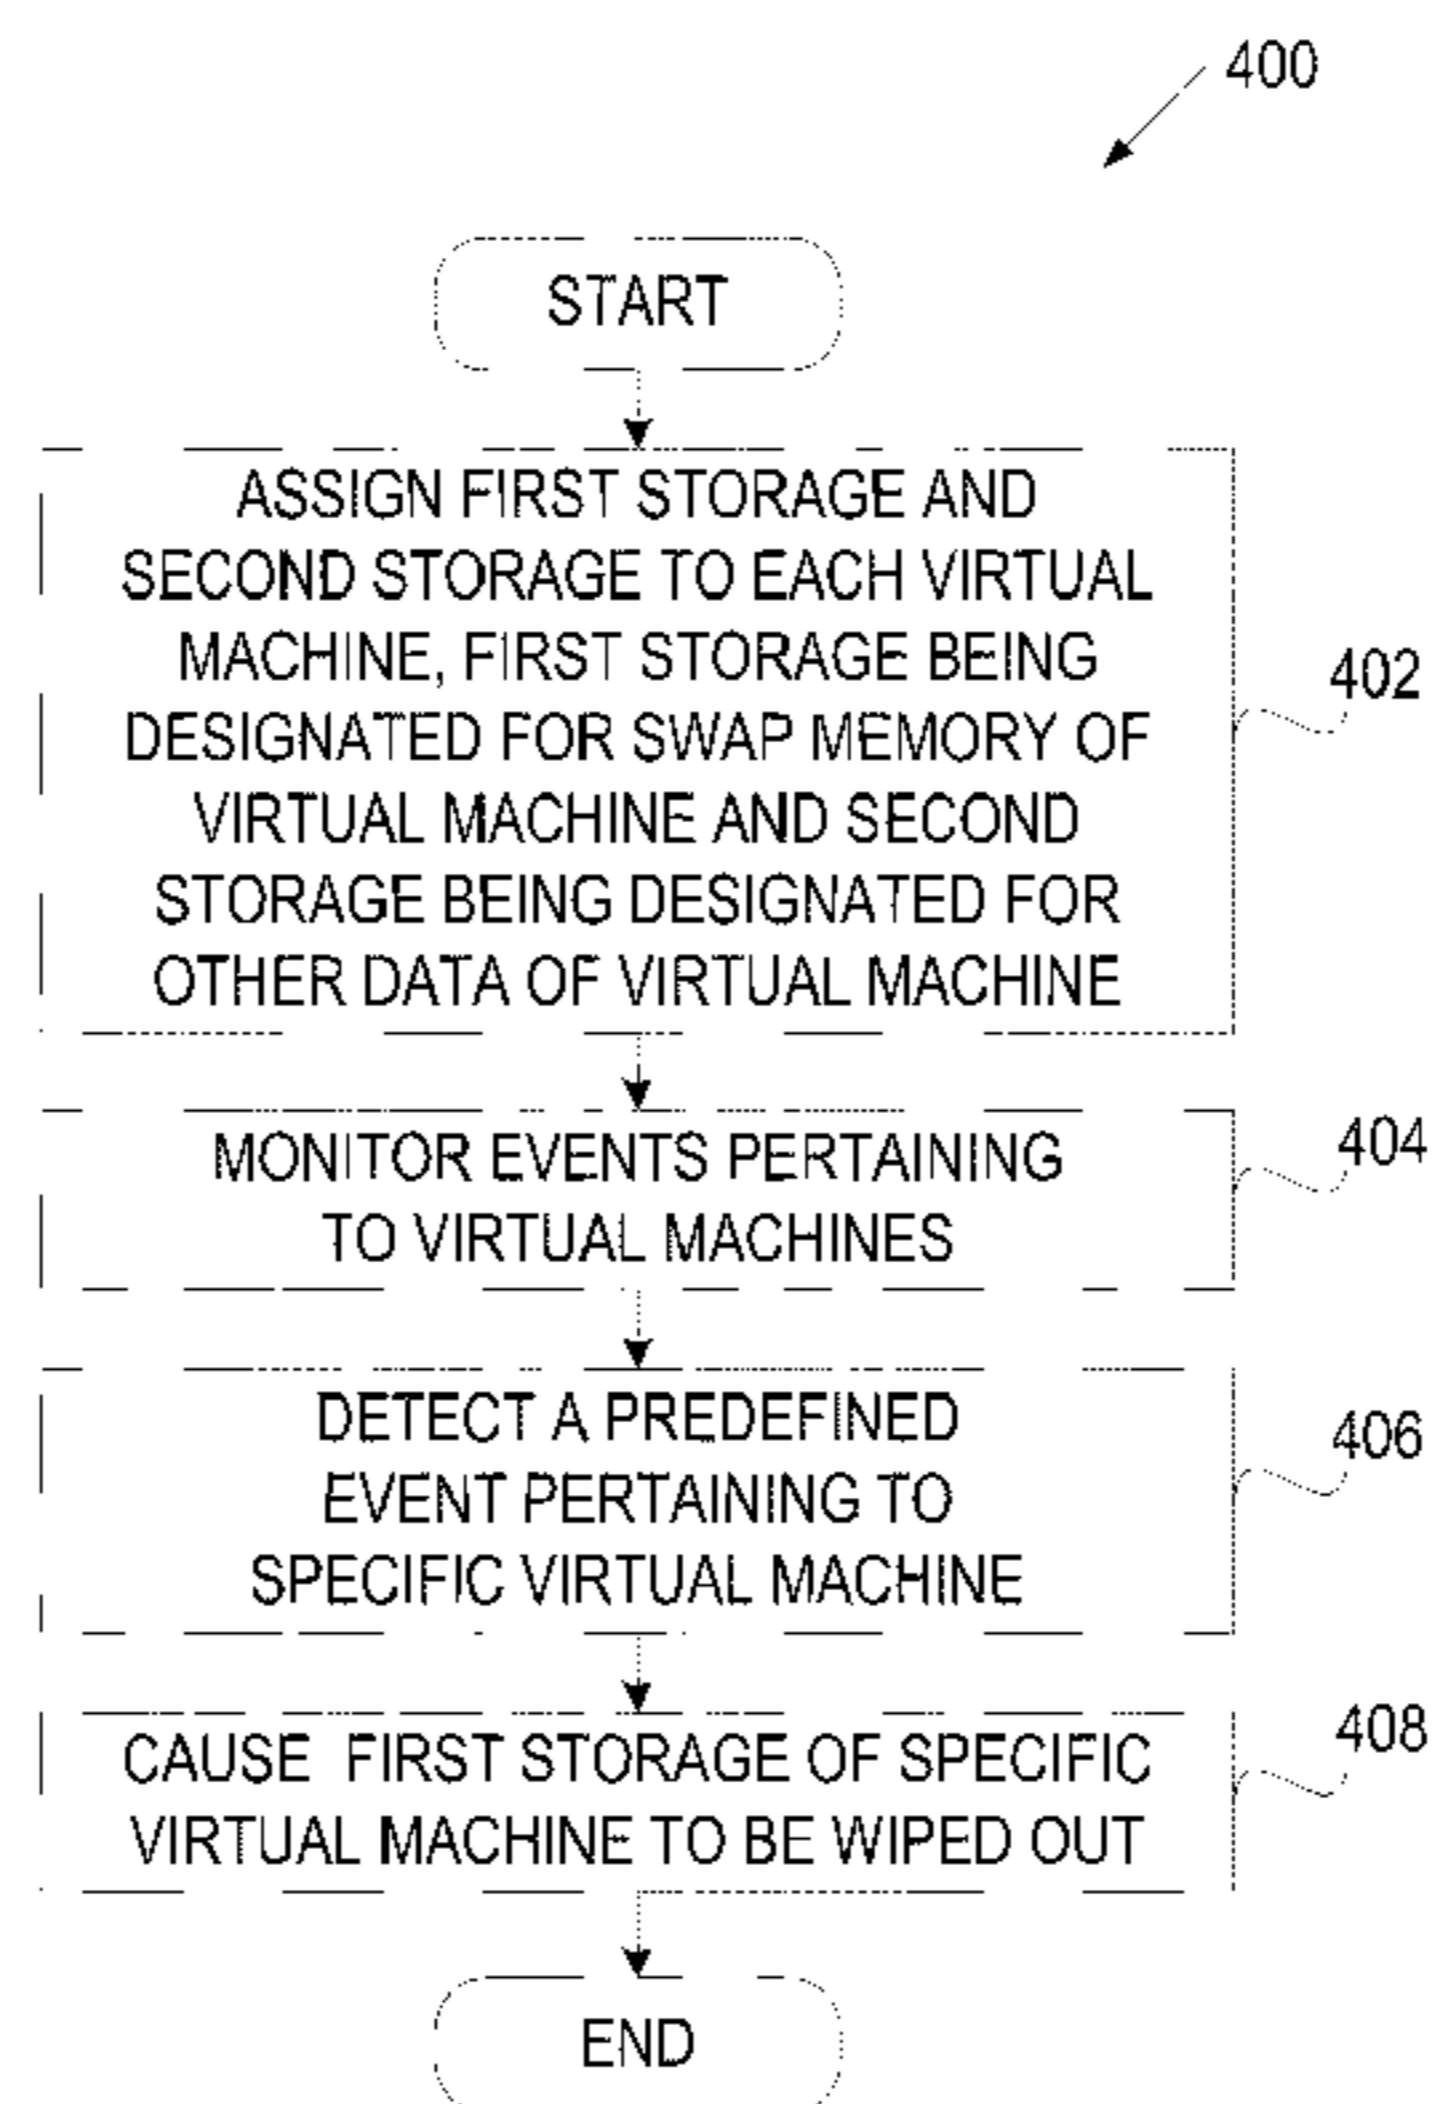 400
START
ASSIGN FIRST STORAGE AND
SECOND STORAGE TO EACH VIRTUAL
MACHINE, FIRST STORAGE BEING
DESIGNATED FOR SWAP MEMORY OF
VIRTUAL MACHINE AND SECOND
STORAGE BEING DESIGNATED FOR
OTHER DATA OF VIRTUAL MACHINE
402
MONITOR EVENTS PERTAINING
TO VIRTUAL MACHINES
404
DETECT A PREDEFINED
EVENT PERTAINING TO
SPECIFIC VIRTUAL MACHINE
406
CAUSE FIRST STORAGE OF SPECIFIC
VIRTUAL MACHINE TO BE WIPED OUT
408
END